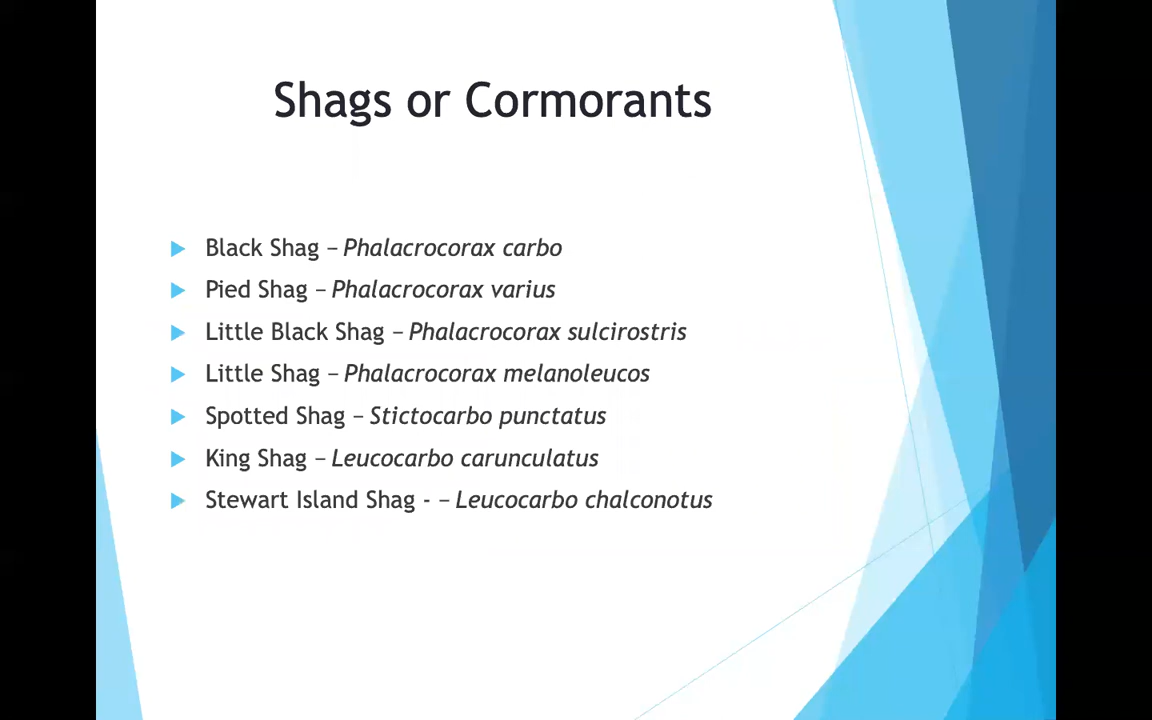 Shags or Cormorants
Black Shag – Phalacrocorax carbo
Pied Shag – Phalacrocorax varius
Little Black Shag – Phalacrocorax sulcirostris
Little Shag – Phalacrocorax melanoleucos
Spotted Shag – Stictocarbo punctatus
King Shag – Leucocarbo carunculatus
Stewart Island Shag - – Leucocarbo chalconotus